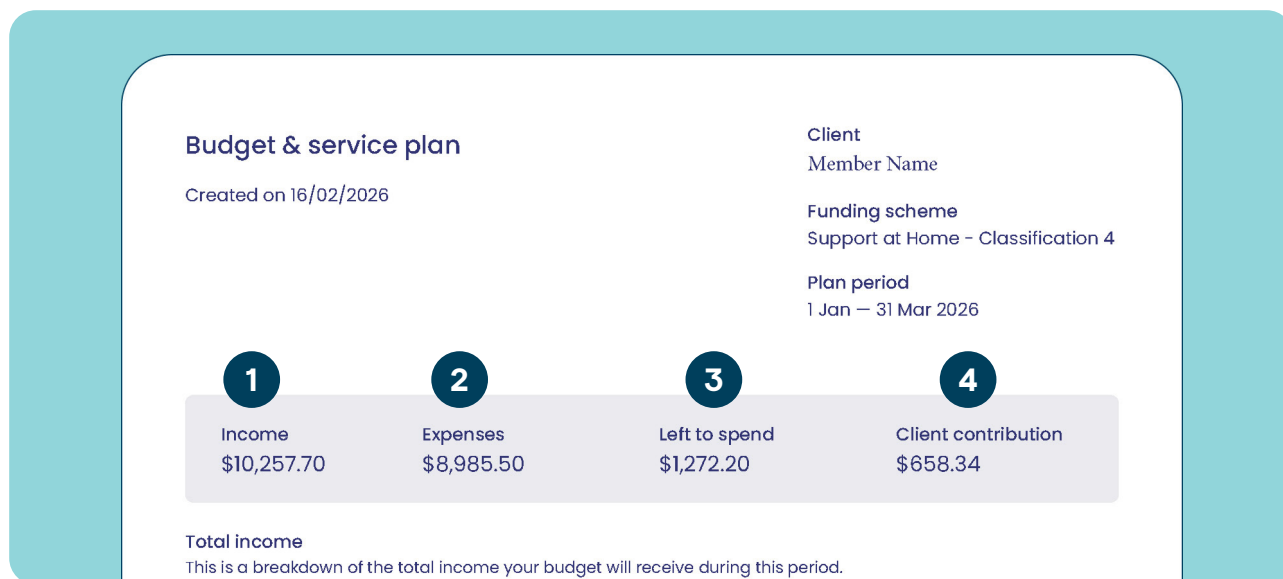 Budget & service plan
Created on 16/02/2026
Client
Member Name
Funding scheme
Support at Home - Classification 4
Plan period
1 Jan — 31 Mar 2026
1 2 3 4
Income Expenses Left to spend Client contribution
$10,257.70 $8,985.50 $1,272.20 $658.34
Total income
This is a breakdown of the total income your budget will receive during this period.